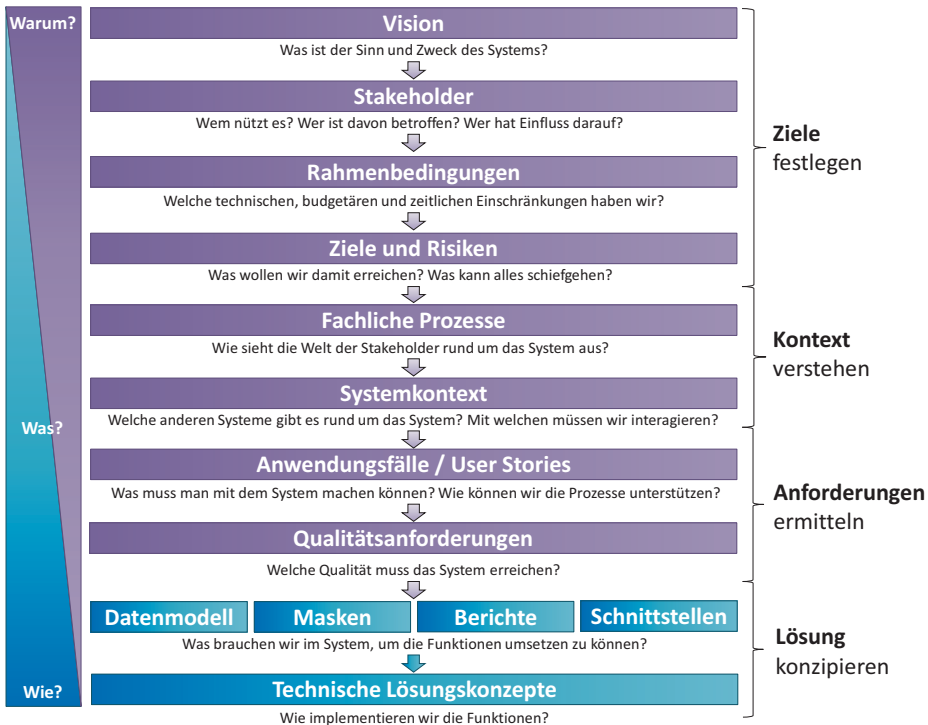 Warum?
Vision
Was ist der Sinn und Zweck des Systems?
Stakeholder
Wem nützt es? Wer ist davon betroffen? Wer hat Einfluss darauf?
Ziele
festlegen
Rahmenbedingungen
Welche technischen, budgetären und zeitlichen Einschränkungen haben wir?
Ziele und Risiken
Was wollen wir damit erreichen? Was kann alles schiefgehen?
Fachliche Prozesse
Wie sieht die Welt der Stakeholder rund um das System aus?
Kontext
verstehen
Systemkontext
Welche anderen Systeme gibt es rund um das System? Mit welchen müssen wir interagieren?
Was?
Anwendungsfälle / User Stories
Was muss man mit dem System machen können? Wie können wir die Prozesse unterstützen?
Anforderungen
ermitteln
Qualitätsanforderungen
Welche Qualität muss das System erreichen?
Datenmodell Masken Berichte Schnittstellen
Was brauchen wir im System, um die Funktionen umsetzen zu können?
Lösung
konzipieren
Wie?
Technische Lösungskonzepte
Wie implementieren wir die Funktionen?